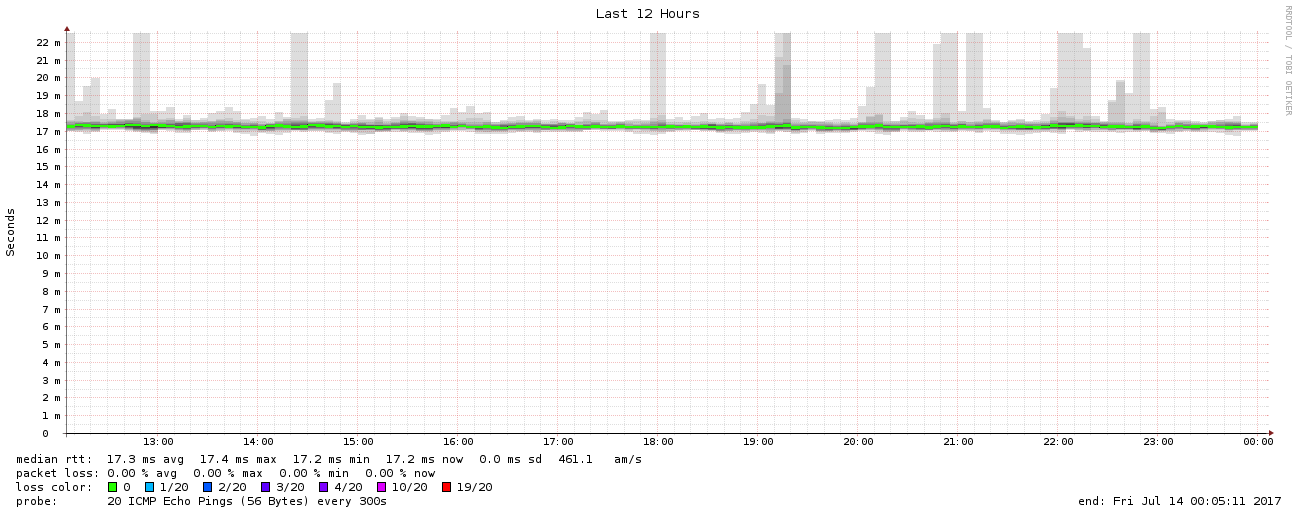 Last 12 Hours
RRDTOOL / TOBI OETIKER
Seconds
22 m
21 m
20 m
19 m
18 m
17 m
16 m
15 m
14 m
13 m
12 m
11 m
10 m
9 m
8 m
7 m
6 m
5 m
4 m
3 m
2 m
1 m
0
13:00 14:00 15:00 16:00 17:00 18:00 19:00 20:00 21:00 22:00 23:00 00:00
median rtt: 17.3 ms avg 17.4 ms max 17.2 ms min 17.2 ms now 0.0 ms sd 461.1 am/s
packet loss: 0.00 % avg 0.00 % max 0.00 % min 0.00 % now
loss color: 0 1/20 2/20 3/20 4/20 10/20 19/20
probe: 20 ICMP Echo Pings (56 Bytes) every 300s end: Fri Jul 14 00:05:11 2017